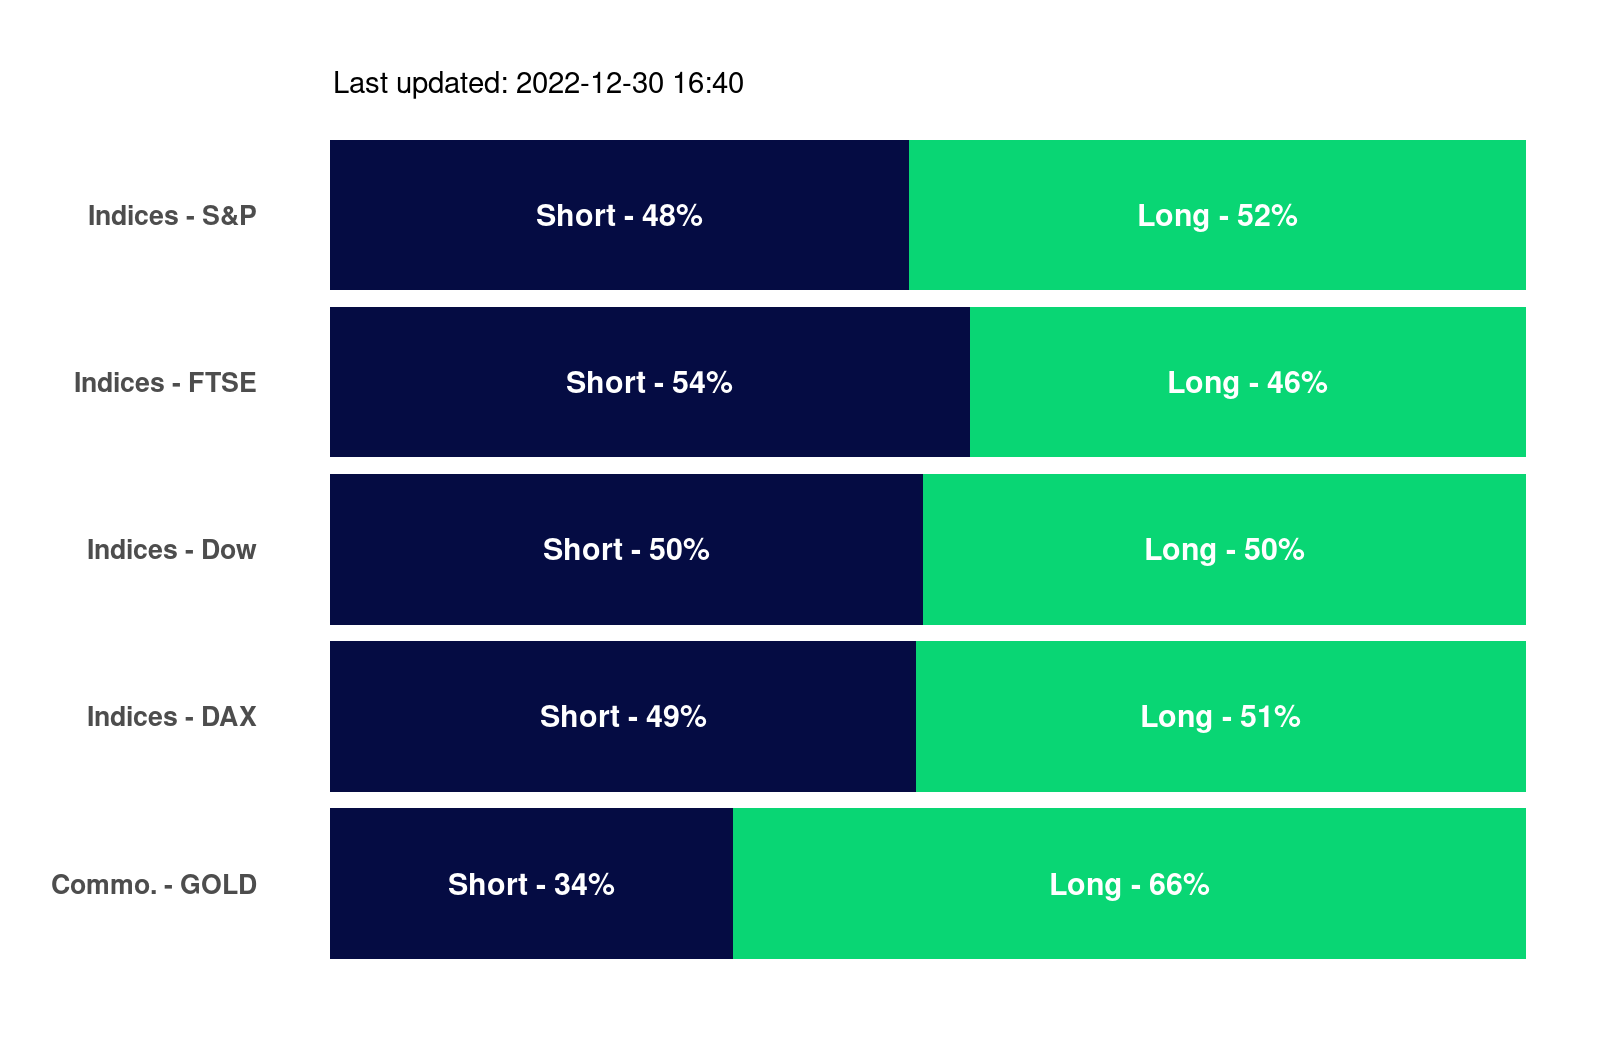 Last updated: 2022-12-30 16:40
Indices - S&P Short - 48% Long - 52%
Indices - FTSE Short - 54% Long - 46%
Indices - Dow Short - 50% Long - 50%
Indices - DAX Short - 49% Long - 51%
Commo. - GOLD Short - 34% Long - 66%